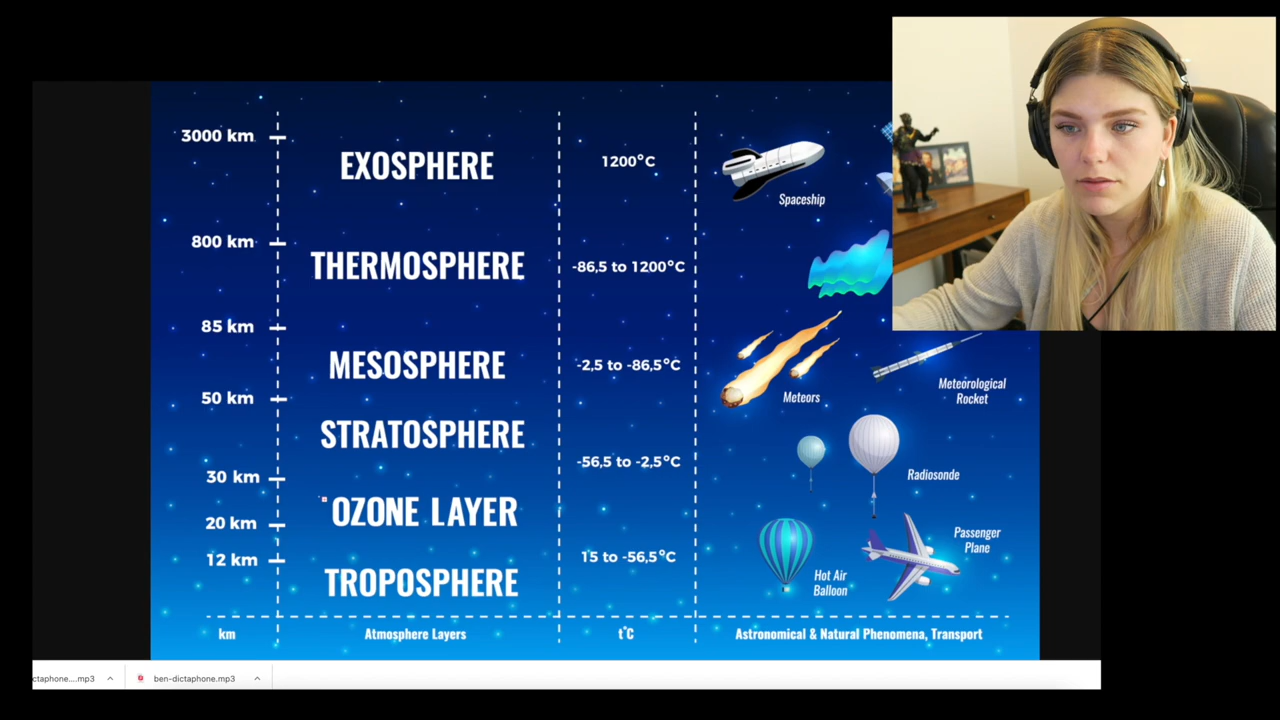 3000 km
EXOSPHERE
1200°C
Spaceship
800 km
THERMOSPHERE
-86,5 to 1200°C
85 km
MESOSPHERE
-2,5 to -86,5°C
Meteors
Meteorological
Rocket
50 km
STRATOSPHERE
-56,5 to -2,5°C
Radiosonde
30 km
OZONE LAYER
20 km
12 km
TROPOSPHERE
15 to -56,5°C
Passenger
Plane
Hot Air
Balloon
km
Atmosphere Layers
t°C
Astronomical & Natural Phenomena, Transport
ctaphone....mp3
ben-dictaphone.mp3